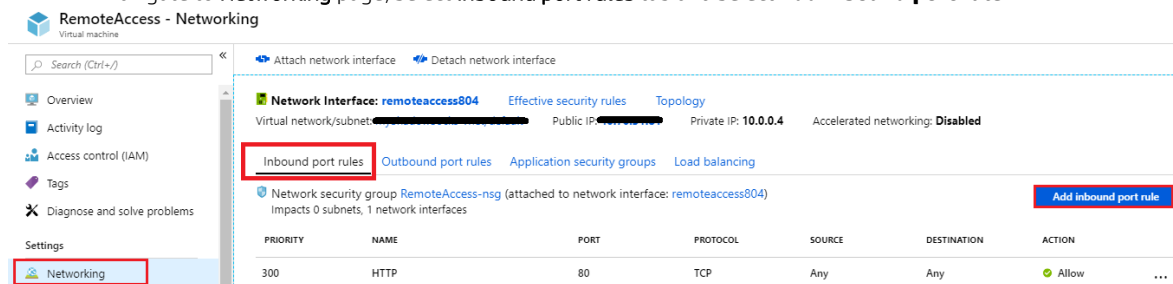 RemoteAccess - Networking
Virtual machine
Search (Ctrl+/)
«
Attach network interface Detach network interface
Overview
Activity log
Access control (IAM)
Tags
Diagnose and solve problems
Settings
Networking
Network Interface: remoteaccess804 Effective security rules Topology
Virtual network/subnet: Public IP: Private IP: 10.0.0.4 Accelerated networking: Disabled
Inbound port rules Outbound port rules Application security groups Load balancing
Network security group RemoteAccess-nsg (attached to network interface: remoteaccess804)
Impacts 0 subnets, 1 network interfaces
Add inbound port rule
PRIORITY NAME PORT PROTOCOL SOURCE DESTINATION ACTION
300 HTTP 80 TCP Any Any Allow ...